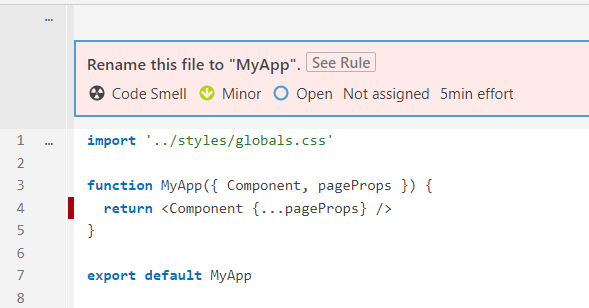 ...
Rename this file to "MyApp". See Rule
Code Smell Minor Open Not assigned 5min effort
1 ... import '../styles/globals.css'
2
3 function MyApp({ Component, pageProps }) {
4 return <Component {...pageProps} />
5 }
6
7 export default MyApp
8